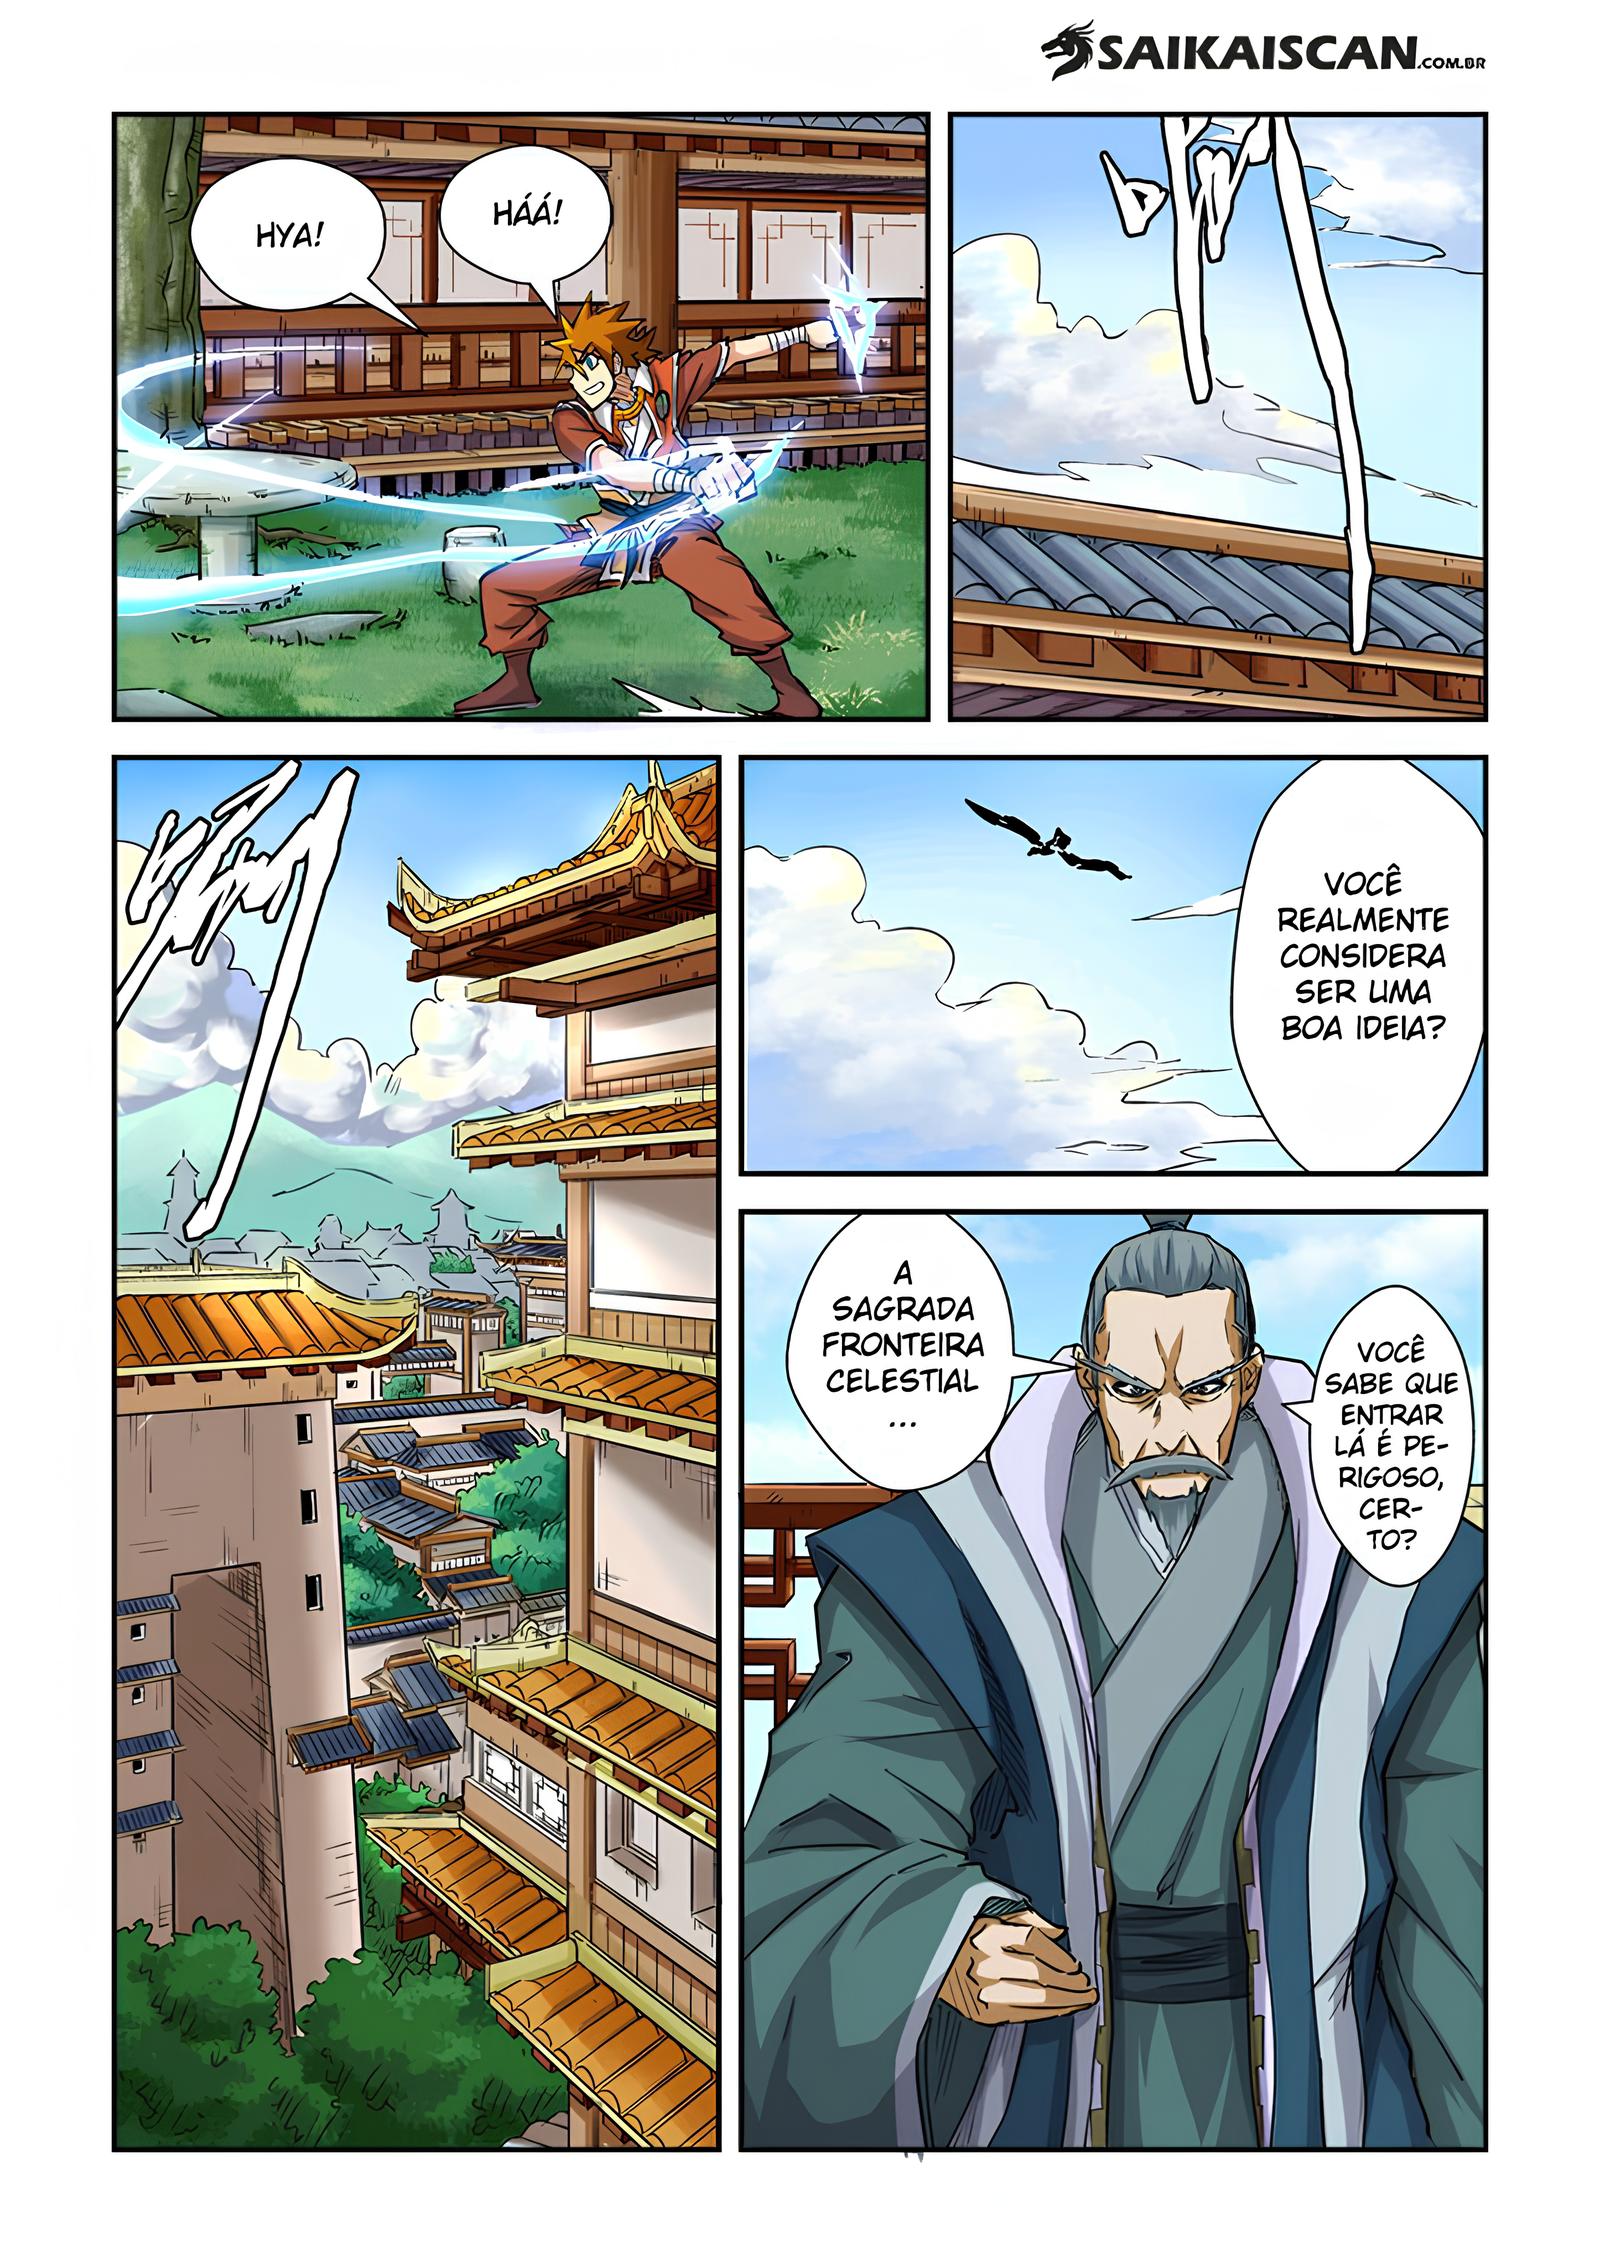 SAIKAISCAN.COM.BR
HYA!
HÁÁ!
VOCÊ
REALMENTE
CONSIDERA
SER UMA
BOA IDEIA?
A
SAGRADA
FRONTEIRA
CELESTIAL
...
VOCÊ
SABE QUE
ENTRAR
LÁ É PE-
RIGOSO,
CER-
TO?